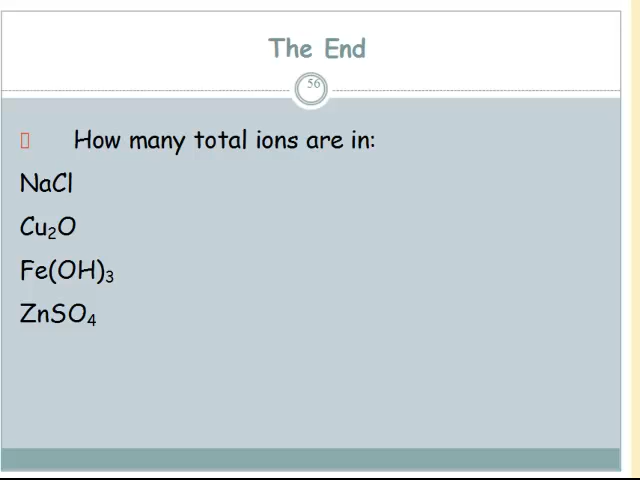 The End
56
How many total ions are in:
NaCl
Cu₂O
Fe(OH)₃
ZnSO₄